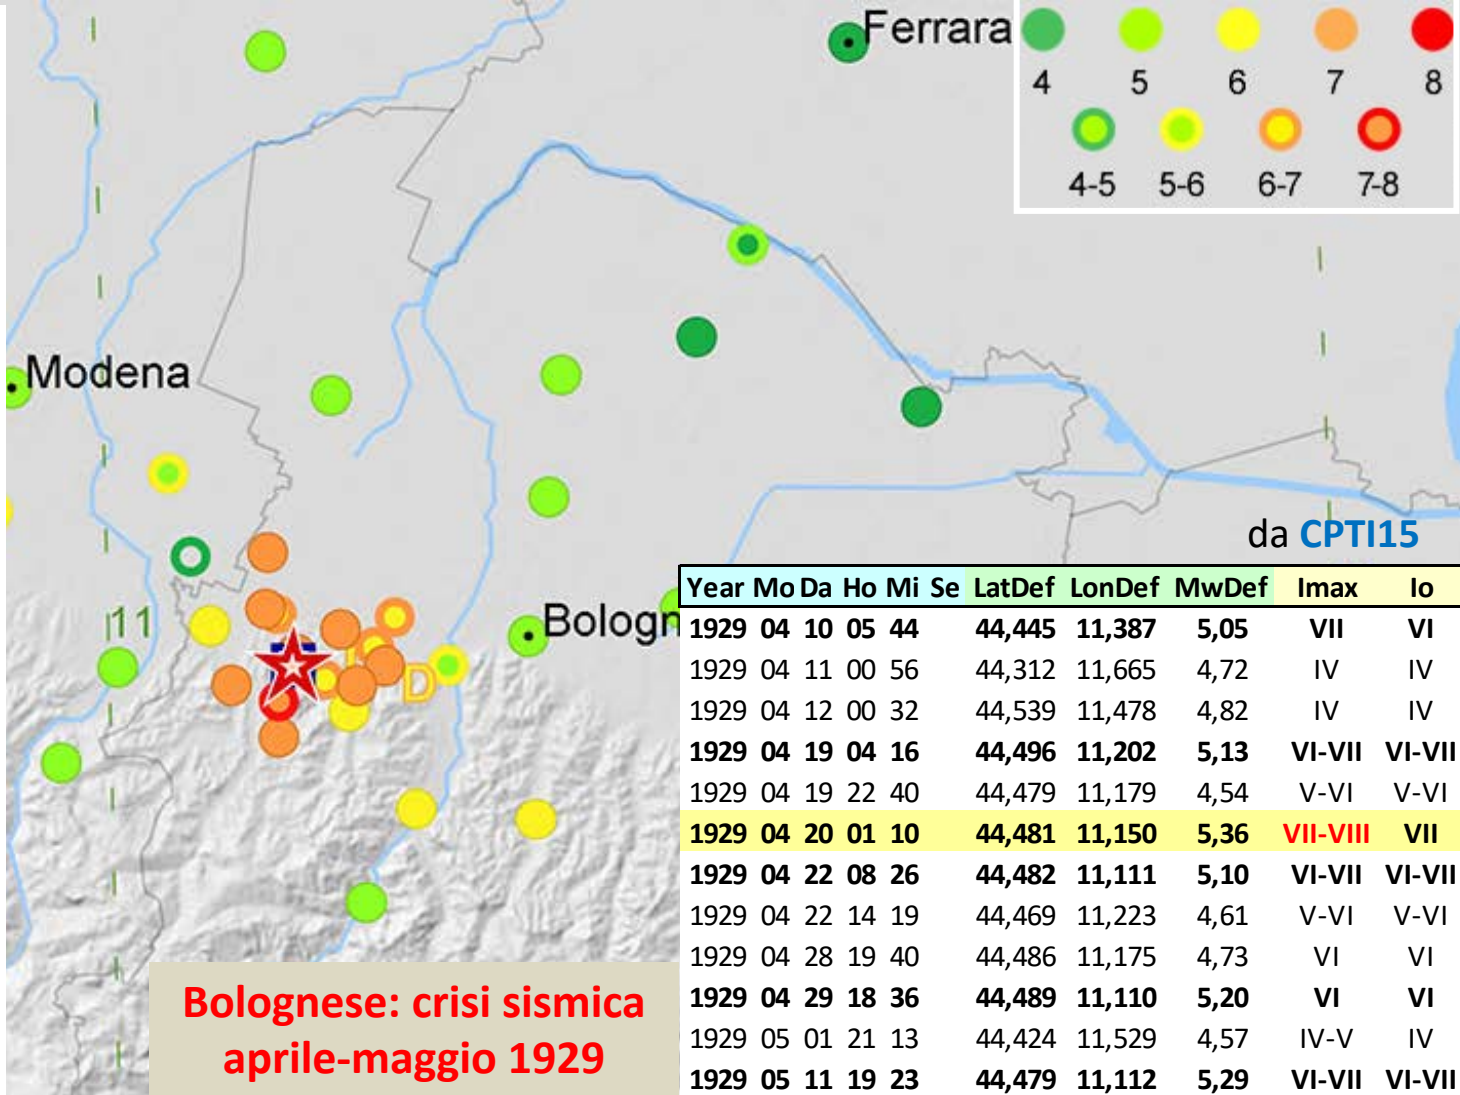 Ferrara
4 5 6 7 8
4-5 5-6 6-7 7-8
Modena
11
Bologn
D
da CPTI15
Year Mo Da Ho Mi Se LatDef LonDef MwDef Imax Io
1929 04 10 05 44 44,445 11,387 5,05 VII VI
1929 04 11 00 56 44,312 11,665 4,72 IV IV
1929 04 12 00 32 44,539 11,478 4,82 IV IV
1929 04 19 04 16 44,496 11,202 5,13 VI-VII VI-VII
1929 04 19 22 40 44,479 11,179 4,54 V-VI V-VI
1929 04 20 01 10 44,481 11,150 5,36 VII-VIII VII
1929 04 22 08 26 44,482 11,111 5,10 VI-VII VI-VII
1929 04 22 14 19 44,469 11,223 4,61 V-VI V-VI
1929 04 28 19 40 44,486 11,175 4,73 VI VI
1929 04 29 18 36 44,489 11,110 5,20 VI VI
1929 05 01 21 13 44,424 11,529 4,57 IV-V IV
1929 05 11 19 23 44,479 11,112 5,29 VI-VII VI-VII
Bolognese: crisi sismica
aprile-maggio 1929